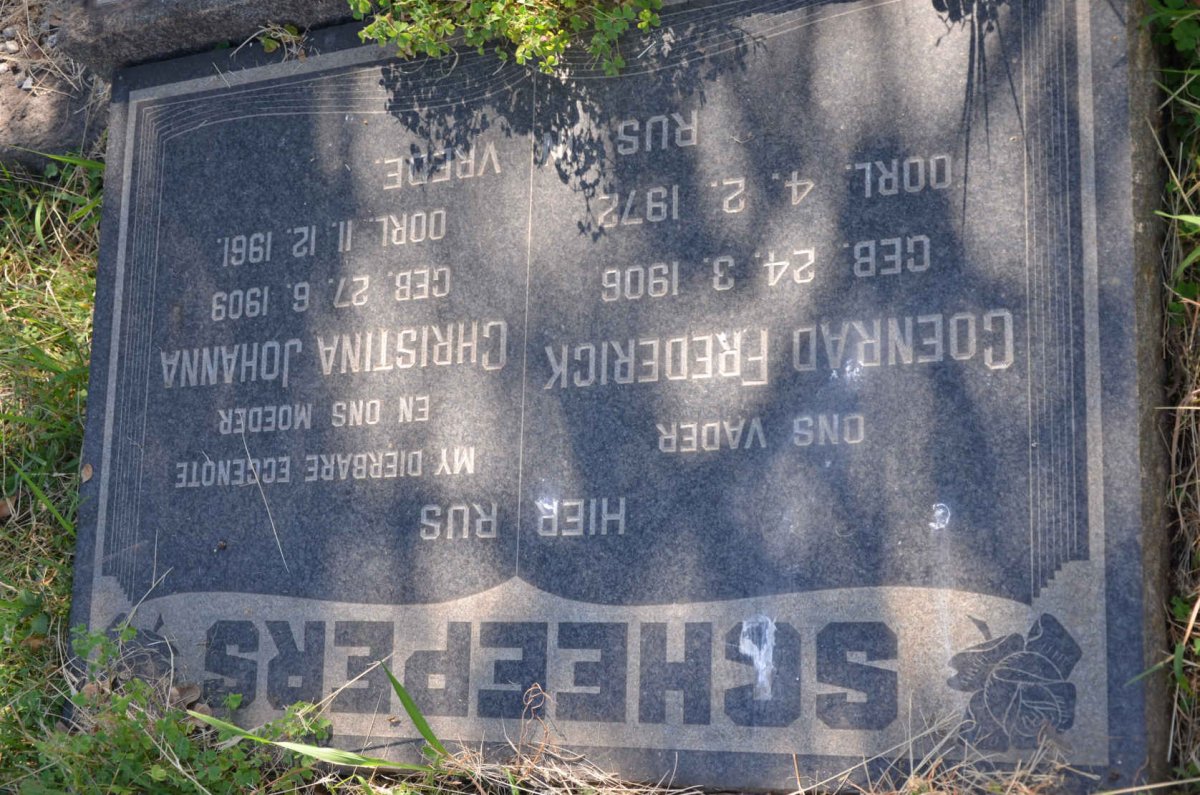 SCHEEPERS
HIER RUS
ONS VADER
COENRAD FREDERICK
GEB. 24. 3. 1906
OORL. 4. 2. 1972
RUS
MY DIERBARE EGGENOTE
EN ONS MOEDER
CHRISTINA JOHANNA
GEB. 27. 6. 1909
OORL. 11. 12. 1961.
VREDE.